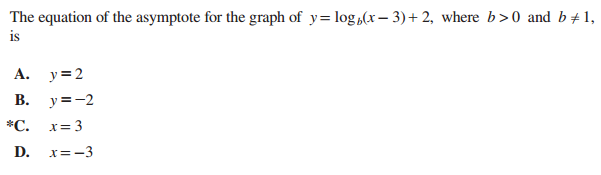 The equation of the asymptote for the graph of y = log_b(x − 3) + 2, where b > 0 and b ≠ 1,
is
A. y = 2
B. y = −2
*C. x = 3
D. x = −3